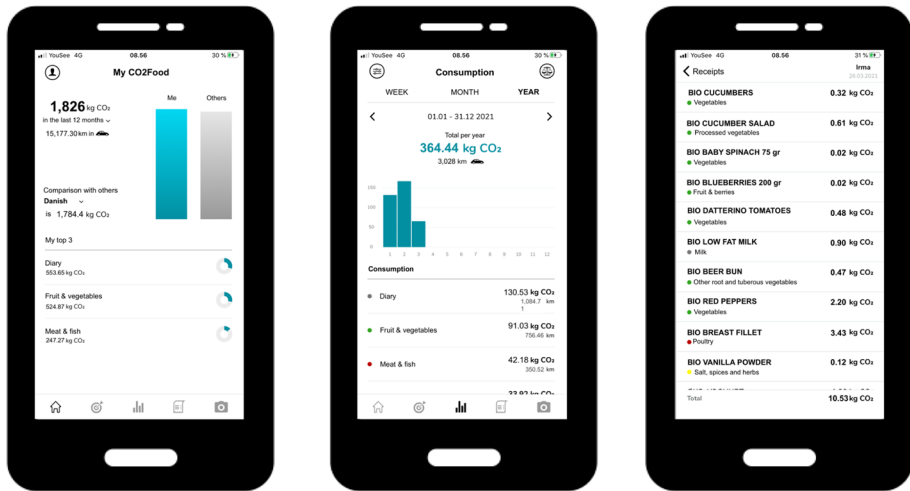 YouSee 4G 08.56 30 %
My CO2Food
1,826 kg CO₂
in the last 12 months
15,177.30 km in
Me Others
Comparison with others
Danish
is 1,784.4 kg CO₂
My top 3
Diary
553.65 kg CO₂
Fruit & vegetables
524.87 kg CO₂
Meat & fish
247.27 kg CO₂
YouSee 4G 08.56 30 %
Consumption
WEEK MONTH YEAR
01.01 - 31.12 2021
Total per year
364.44 kg CO₂
3,028 km
150
100
50
0
1 2 3 4 5 6 7 8 9 10 11 12
Consumption
Diary 130.53 kg CO₂
1,084.7 km
1
Fruit & vegetables 91.03 kg CO₂
756.46 km
Meat & fish 42.18 kg CO₂
350.52 km
33.92 kg CO₂
YouSee 4G 08.56 31 %
Receipts Irma
26.03.2021
BIO CUCUMBERS 0.32 kg CO₂
Vegetables
BIO CUCUMBER SALAD 0.61 kg CO₂
Processed vegetables
BIO BABY SPINACH 75 gr 0.02 kg CO₂
Vegetables
BIO BLUEBERRIES 200 gr 0.02 kg CO₂
Fruit & berries
BIO DATTERINO TOMATOES 0.48 kg CO₂
Vegetables
BIO LOW FAT MILK 0.90 kg CO₂
Milk
BIO BEER BUN 0.47 kg CO₂
Other root and tuberous vegetables
BIO RED PEPPERS 2.20 kg CO₂
Vegetables
BIO BREAST FILLET 3.43 kg CO₂
Poultry
BIO VANILLA POWDER 0.12 kg CO₂
Salt, spices and herbs
Total 10.53 kg CO₂